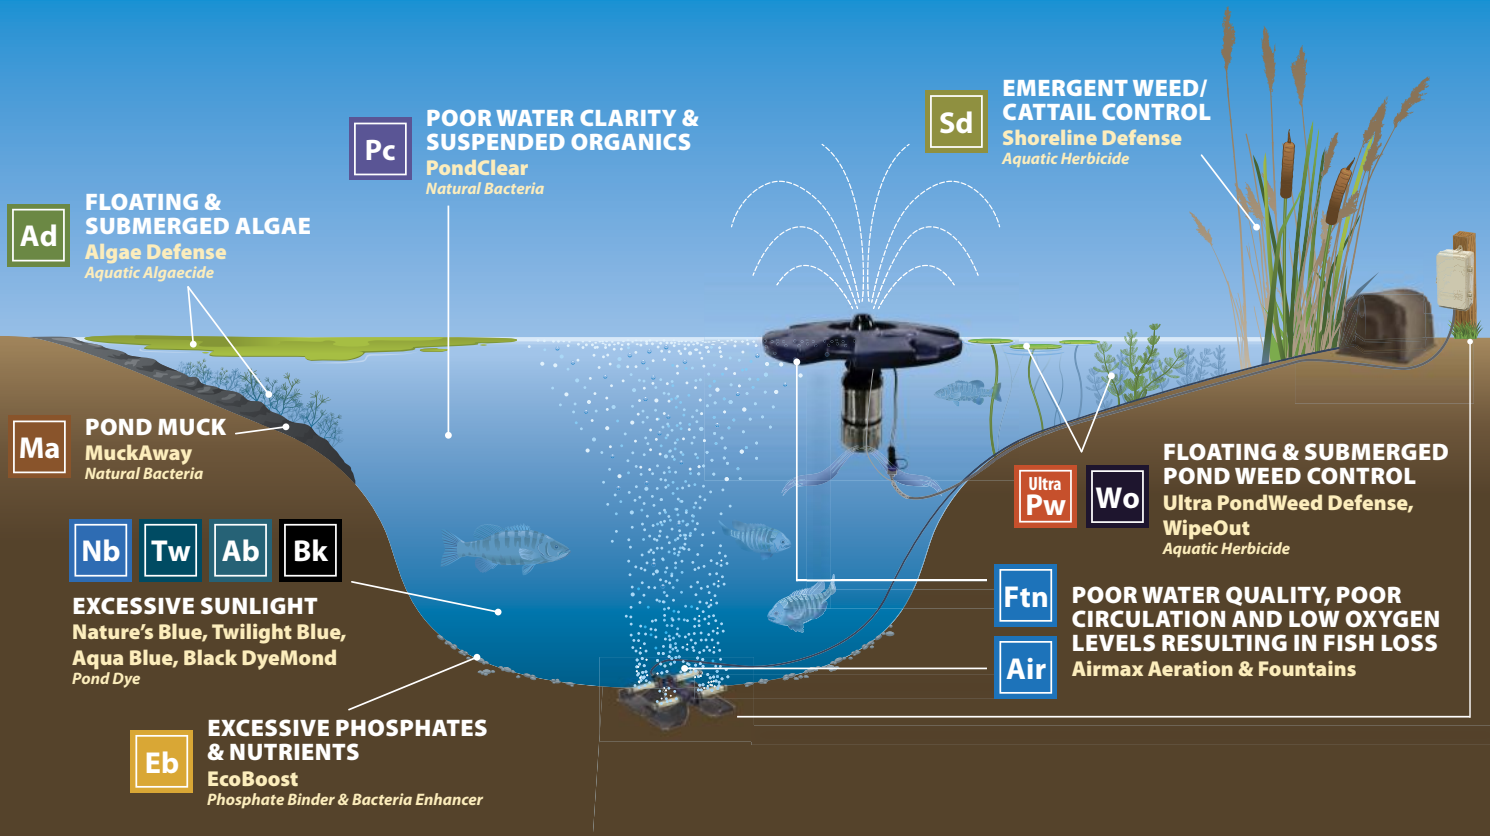 Sd
EMERGENT WEED/
CATTAIL CONTROL
Shoreline Defense
Aquatic Herbicide
Pc
POOR WATER CLARITY &
SUSPENDED ORGANICS
PondClear
Natural Bacteria
Ad
FLOATING &
SUBMERGED ALGAE
Algae Defense
Aquatic Algaecide
Ma
POND MUCK
MuckAway
Natural Bacteria
Nb Tw Ab Bk
EXCESSIVE SUNLIGHT
Nature's Blue, Twilight Blue,
Aqua Blue, Black DyeMond
Pond Dye
Eb
EXCESSIVE PHOSPHATES
& NUTRIENTS
EcoBoost
Phosphate Binder & Bacteria Enhancer
Ultra
Pw
Wo
FLOATING & SUBMERGED
POND WEED CONTROL
Ultra PondWeed Defense,
WipeOut
Aquatic Herbicide
Ftn
Air
POOR WATER QUALITY, POOR
CIRCULATION AND LOW OXYGEN
LEVELS RESULTING IN FISH LOSS
Airmax Aeration & Fountains